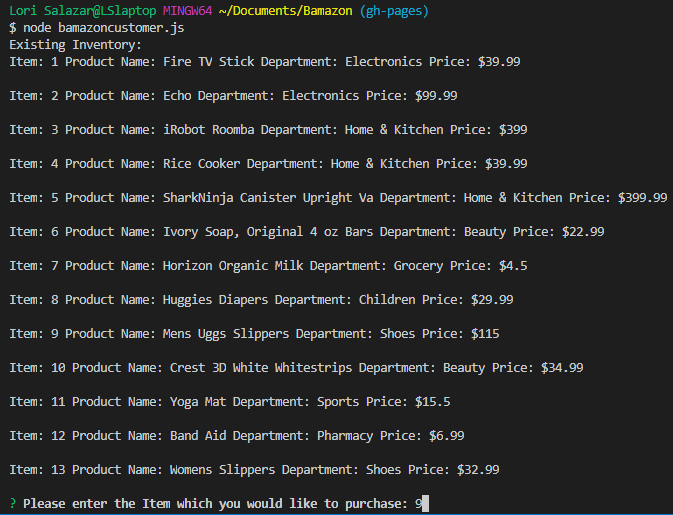 Lori Salazar@LSlaptop MINGW64 ~/Documents/Bamazon (gh-pages)
$ node bamazoncustomer.js
Existing Inventory:
Item: 1 Product Name: Fire TV Stick Department: Electronics Price: $39.99
Item: 2 Product Name: Echo Department: Electronics Price: $99.99
Item: 3 Product Name: iRobot Roomba Department: Home & Kitchen Price: $399
Item: 4 Product Name: Rice Cooker Department: Home & Kitchen Price: $39.99
Item: 5 Product Name: SharkNinja Canister Upright Va Department: Home & Kitchen Price: $399.99
Item: 6 Product Name: Ivory Soap, Original 4 oz Bars Department: Beauty Price: $22.99
Item: 7 Product Name: Horizon Organic Milk Department: Grocery Price: $4.5
Item: 8 Product Name: Huggies Diapers Department: Children Price: $29.99
Item: 9 Product Name: Mens Uggs Slippers Department: Shoes Price: $115
Item: 10 Product Name: Crest 3D White Whitestrips Department: Beauty Price: $34.99
Item: 11 Product Name: Yoga Mat Department: Sports Price: $15.5
Item: 12 Product Name: Band Aid Department: Pharmacy Price: $6.99
Item: 13 Product Name: Womens Slippers Department: Shoes Price: $32.99
? Please enter the Item which you would like to purchase: 9